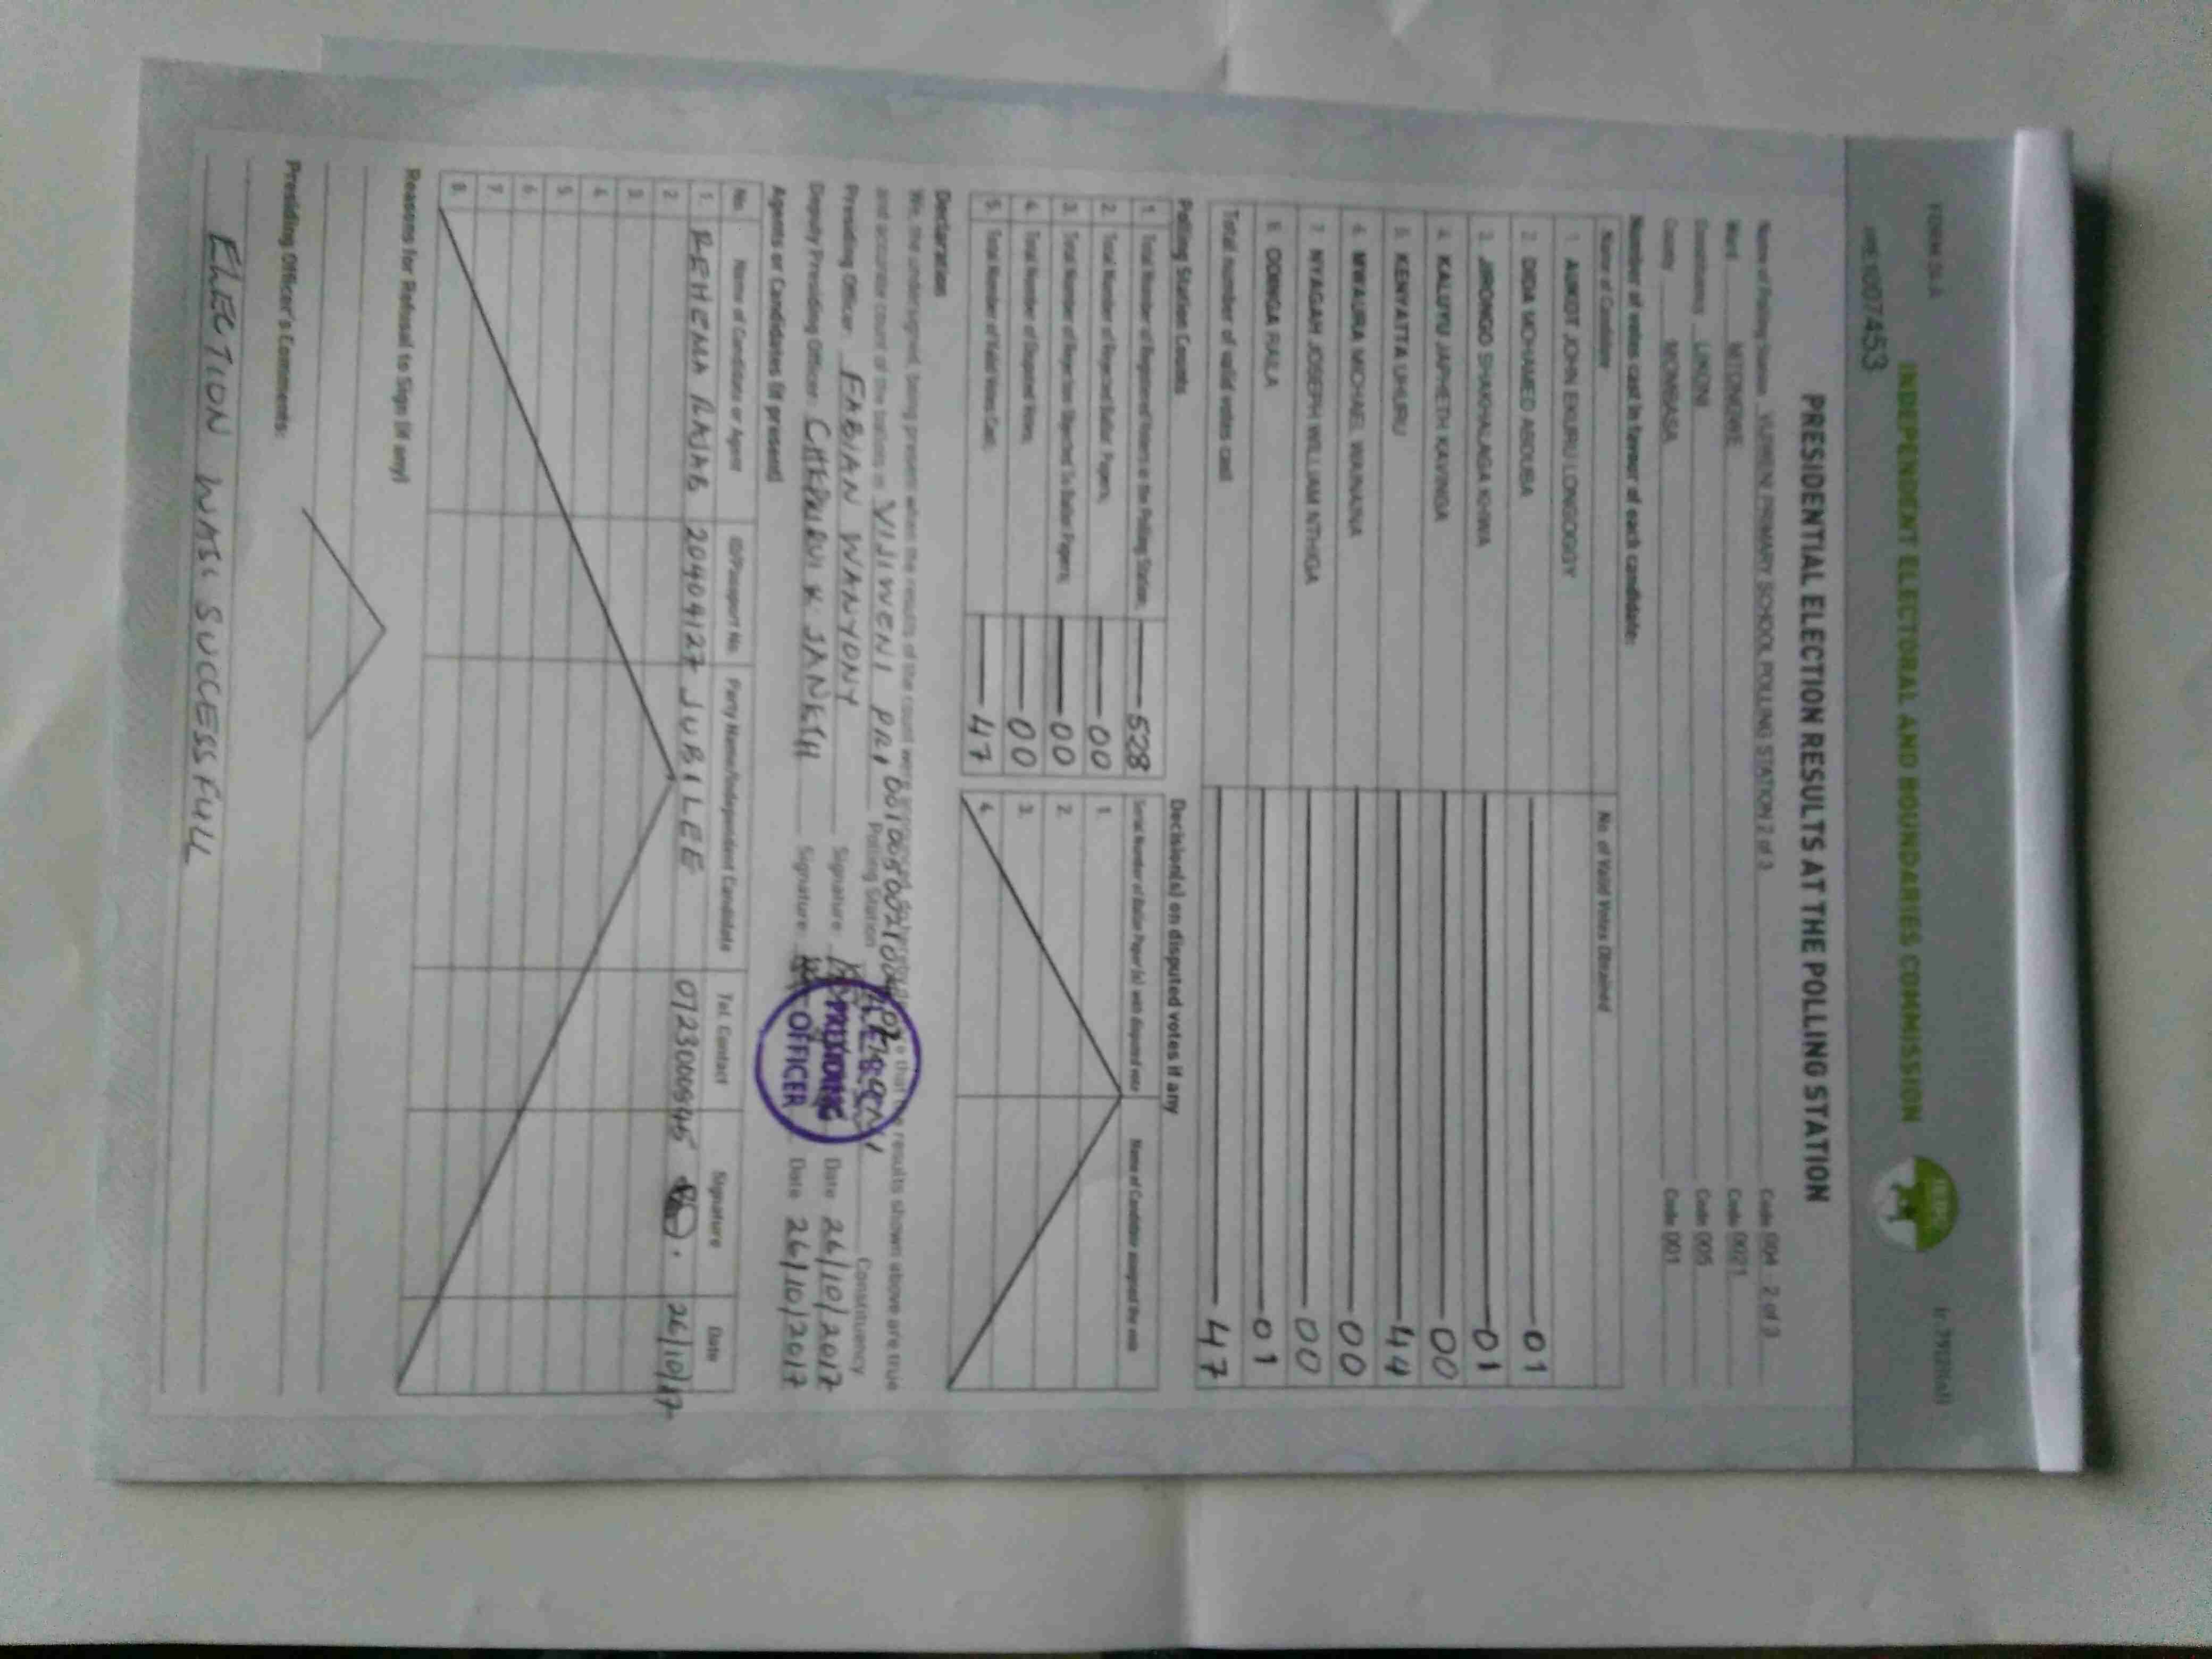 FORM 34A
INDEPENDENT ELECTORAL AND BOUNDARIES COMMISSION
IEBC
PRESIDENTIAL ELECTION RESULTS AT THE POLLING STATION
Name of Polling Station VIJIWENI PRIMARY SCHOOL POLLING STATION 2 of 3 Code 004 - 2 of 3
Ward MTONGWE Code 0021
Constituency LIKONI Code 005
County MOMBASA Code 001
Number of votes cast in favour of each candidate:
Name of Candidate No. of Valid Votes Obtained
1. AUKOT JOHN EKURU LONGOGGY
2. DIDA MOHAMED ABDUBA 01
3. JIRONGO SHAKHALAGA KHWA 01
4. KALUYU JAPHETH KAVINGA 00
5. KENYATTA UHURU 44
6. MWAURA MICHAEL WAINAINA 00
7. NYAGAH JOSEPH WILLIAM NTHIGA 00
8. ODINGA RAILA 01
Total number of valid votes cast 47
Polling Station Counts
1. Total Number of Registered Voters in the Polling Station 528
2. Total Number of Rejected Ballot Papers 00
3. Total Number of Rejection Objected To Ballot Papers 00
4. Total Number of Disputed Votes 00
5. Total Number of Valid Votes Cast 47
Decision(s) on disputed votes if any
Serial Number of Ballot Paper(s) with disputed vote Name of Candidate assigned the vote
1.
2.
3.
4.
Declaration
We, the undersigned, being present when the results of the count were that the results shown above are true
and accurate count of the ballots in VIJIWENI PRI Polling Station Constituency
Presiding Officer FABIAN WANYONY Signature Date 26/10/2017
Deputy Presiding Officer Signature Date 26/10/2017
PRESIDING
OFFICER
Agents or Candidates (if present)
No. Name of Candidate or Agent ID/Passport No. Party Name/Independent Candidate Tel. Contact Signature Date
1. REHEMA RAJAB 20404127 JUBILEE 0723000545 26/10/17
2.
3.
4.
5.
6.
7.
8.
Reasons for Refusal to Sign (if any)
Presiding Officer's Comments:
ELECTION WAS SUCCESSFULL